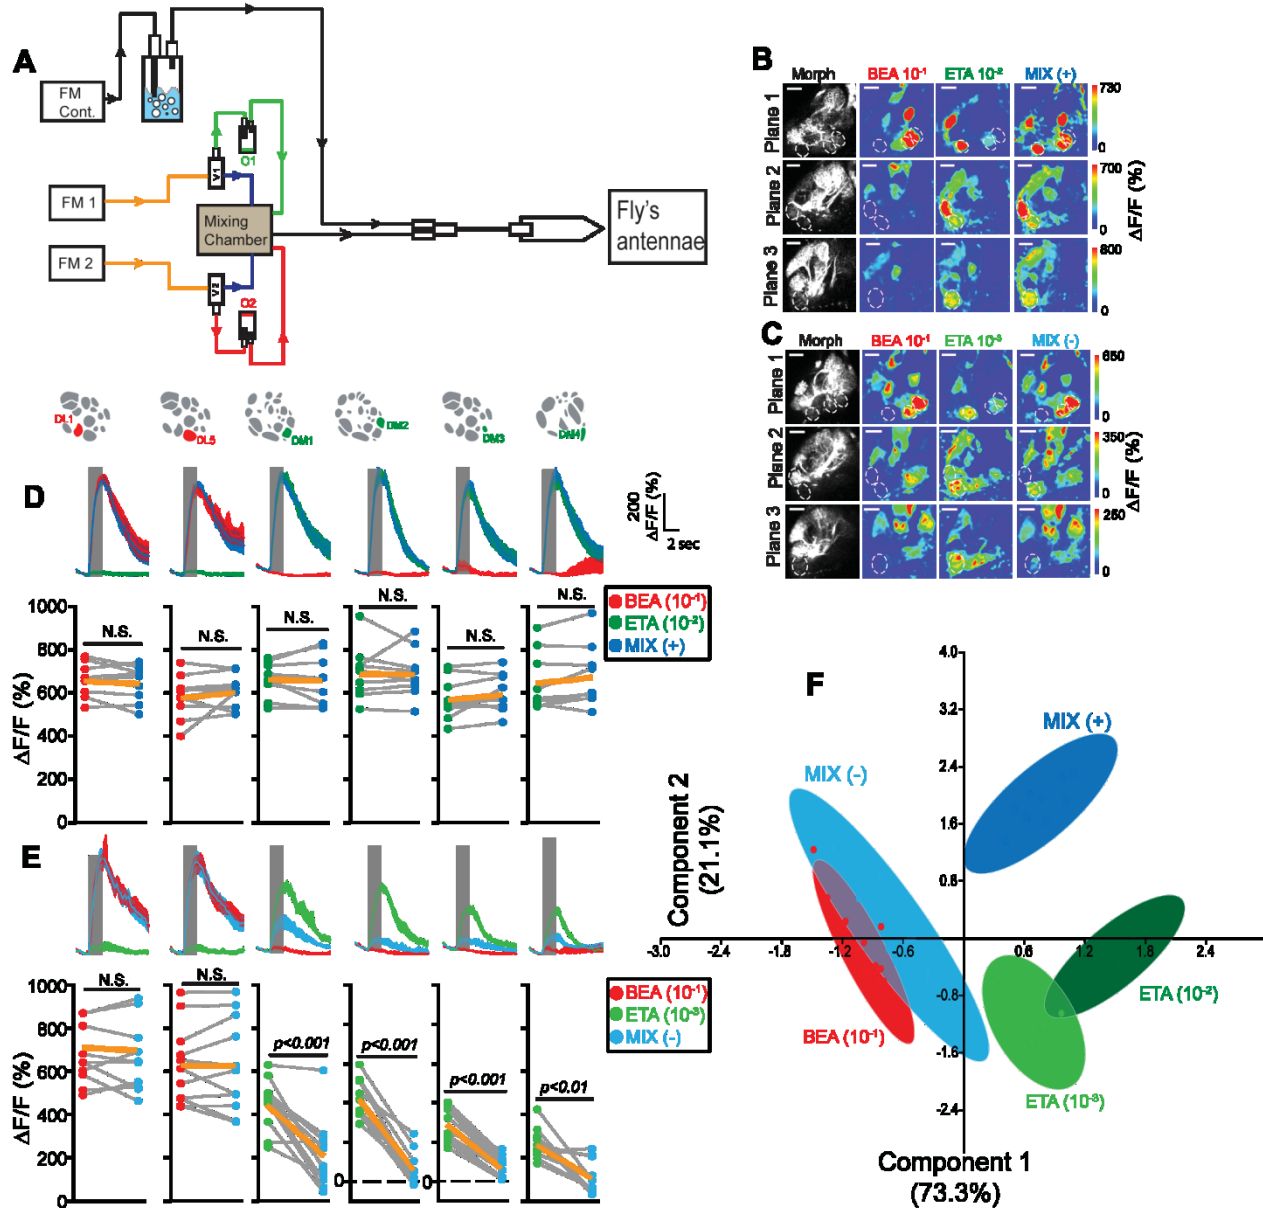 A
FM
Cont.
O1
V1
FM 1
Mixing
Chamber
Fly's
antennae
FM 2
V2
O2
B
Morph BEA 10⁻¹ ETA 10⁻² MIX (+)
Plane 1
730
0
Plane 2
700
0
Plane 3
800
0
ΔF/F (%)
C
Morph BEA 10⁻¹ ETA 10⁻³ MIX (-)
Plane 1
650
0
Plane 2
350
0
Plane 3
250
0
ΔF/F (%)
DL1
DL5
DM1
DM2
DM3
DM4
D
200
ΔF/F (%)
2 sec
N.S.
N.S.
N.S.
N.S.
N.S.
N.S.
BEA (10⁻¹)
ETA (10⁻²)
MIX (+)
1000
800
600
400
200
0
ΔF/F (%)
E
N.S.
N.S.
p<0.001
p<0.001
p<0.001
p<0.01
BEA (10⁻¹)
ETA (10⁻³)
MIX (-)
1000
800
600
400
200
0
ΔF/F (%)
0
0
F
4.0
3.2
2.4
1.6
0.8
-0.8
-1.6
-2.4
-3.0
-2.4
-1.8
-1.2
-0.6
0.6
1.2
1.8
2.4
MIX (+)
MIX (-)
BEA (10⁻¹)
ETA (10⁻²)
ETA (10⁻³)
Component 2
(21.1%)
Component 1
(73.3%)